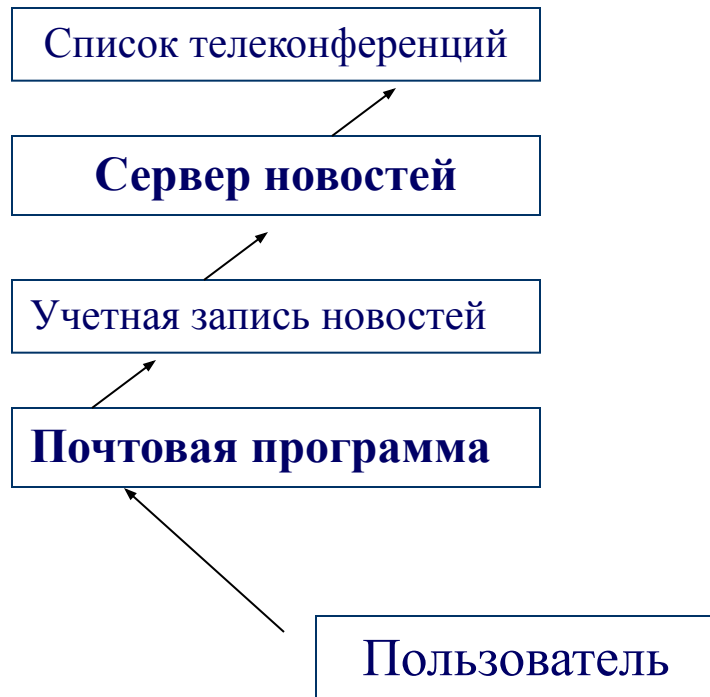 Список телеконференций
Сервер новостей
Учетная запись новостей
Почтовая программа
Пользователь